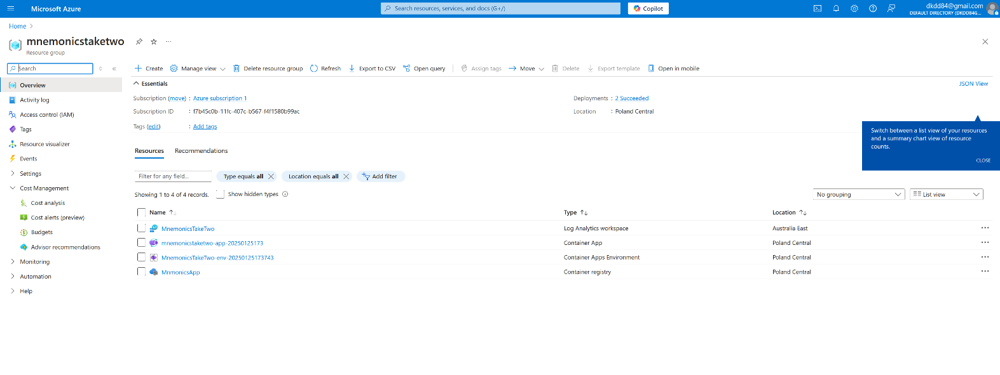 Microsoft Azure
Search resources, services, and docs (G+/)
Copilot
dkdd84@gmail.com
DEFAULT DIRECTORY (DKDD84G...
Home
mnemonicstaketwo
Resource group
Search
Create
Manage view
Delete resource group
Refresh
Export to CSV
Open query
Assign tags
Move
Delete
Export template
Open in mobile
Overview
Activity log
Access control (IAM)
Tags
Resource visualizer
Events
Settings
Cost Management
Cost analysis
Cost alerts (preview)
Budgets
Advisor recommendations
Monitoring
Automation
Help
Essentials
JSON View
Subscription (move) : Azure subscription 1
Deployments : 2 Succeeded
Subscription ID : f7b45c0b-11fc-407c-b567-f4f1580b99ac
Location : Poland Central
Tags (edit) : Add tags
Switch between a list view of your resources
and a summary chart view of resource
counts.
CLOSE
Resources
Recommendations
Filter for any field...
Type equals all
Location equals all
Add filter
Showing 1 to 4 of 4 records.
Show hidden types
No grouping
List view
Name Type Location
MnemonicsTakeTwo Log Analytics workspace Australia East
mnemonicstaketwo-app-20250125173 Container App Poland Central
MnemonicsTakeTwo-env-20250125173743 Container Apps Environment Poland Central
MnmonicsApp Container registry Poland Central